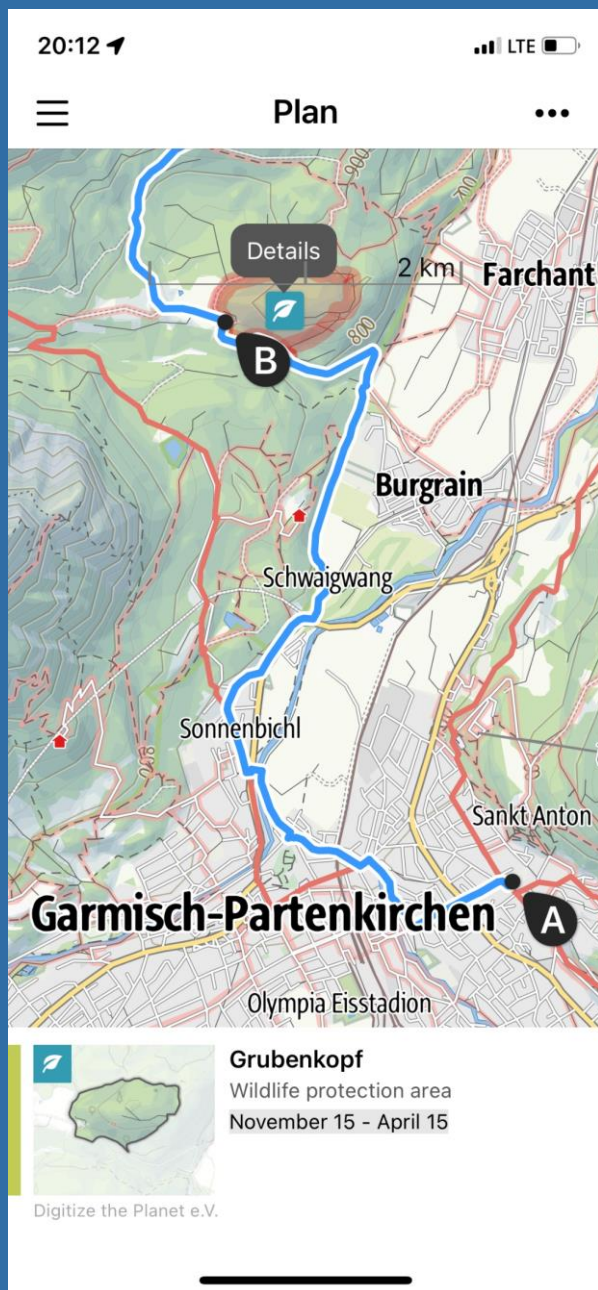 20:12
LTE
Plan
900
700
Details
2 km
Farchant
800
B
Burgrain
Schwaigwang
Sonnenbichl
Sankt Anton
Garmisch-Partenkirchen
A
Olympia Eisstadion
Grubenkopf
Wildlife protection area
November 15 - April 15
Digitize the Planet e.V.